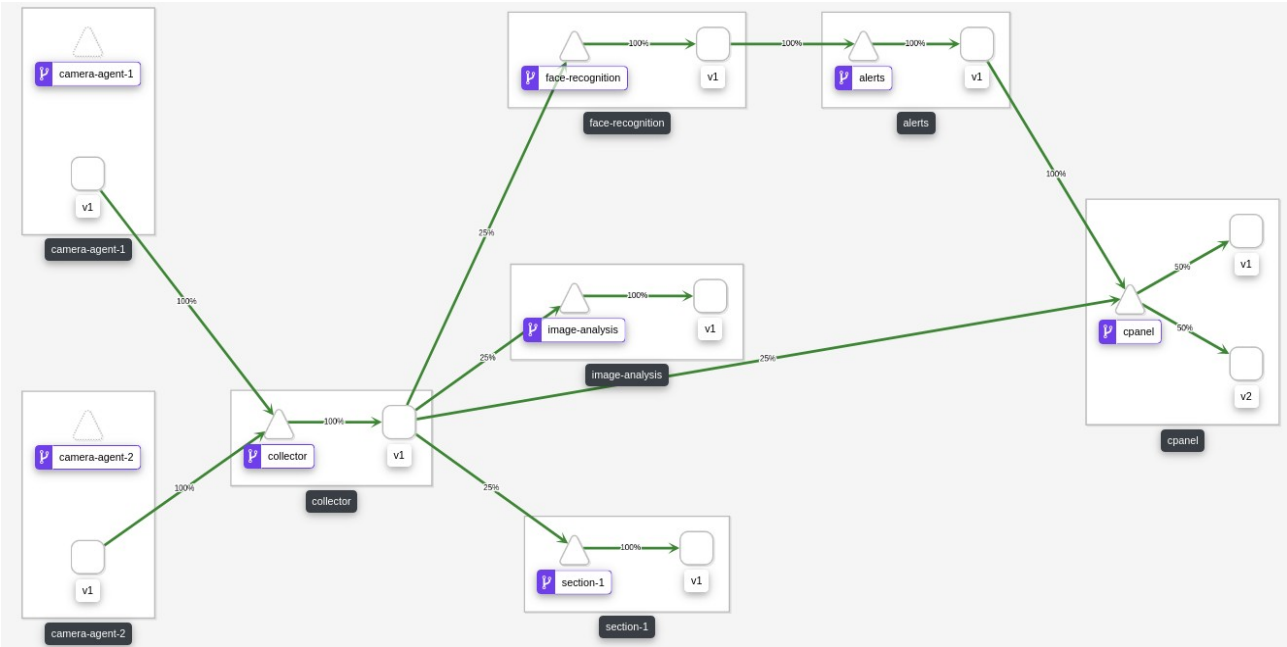 camera-agent-1
v1
camera-agent-1
100%
camera-agent-2
v1
camera-agent-2
100%
collector
100%
v1
collector
25%
25%
25%
25%
face-recognition
100%
v1
face-recognition
100%
alerts
100%
v1
alerts
100%
image-analysis
100%
v1
image-analysis
section-1
100%
v1
section-1
cpanel
50%
v1
50%
v2
cpanel